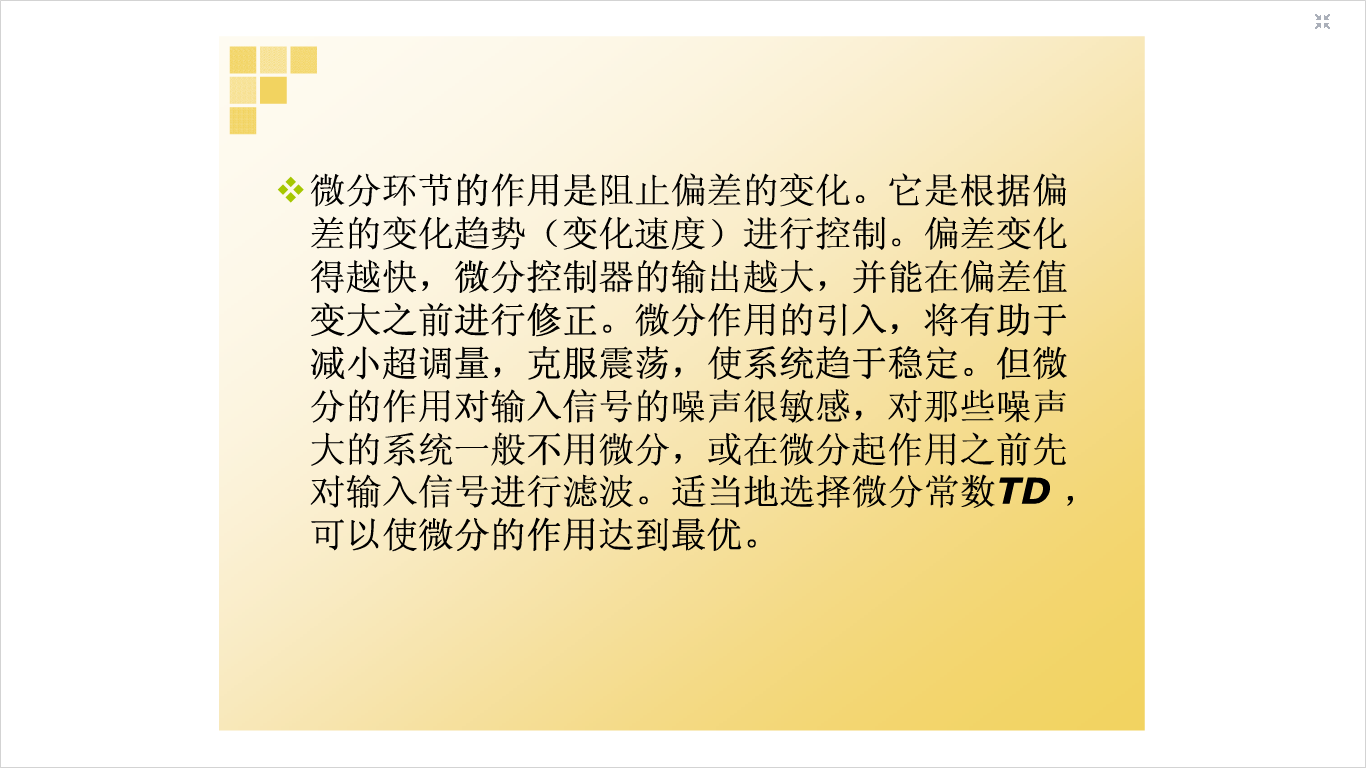 微分环节的作用是阻止偏差的变化。它是根据偏
差的变化趋势（变化速度）进行控制。偏差变化
得越快，微分控制器的输出越大，并能在偏差值
变大之前进行修正。微分作用的引入，将有助于
减小超调量，克服震荡，使系统趋于稳定。但微
分的作用对输入信号的噪声很敏感，对那些噪声
大的系统一般不用微分，或在微分起作用之前先
对输入信号进行滤波。适当地选择微分常数TD ，
可以使微分的作用达到最优。